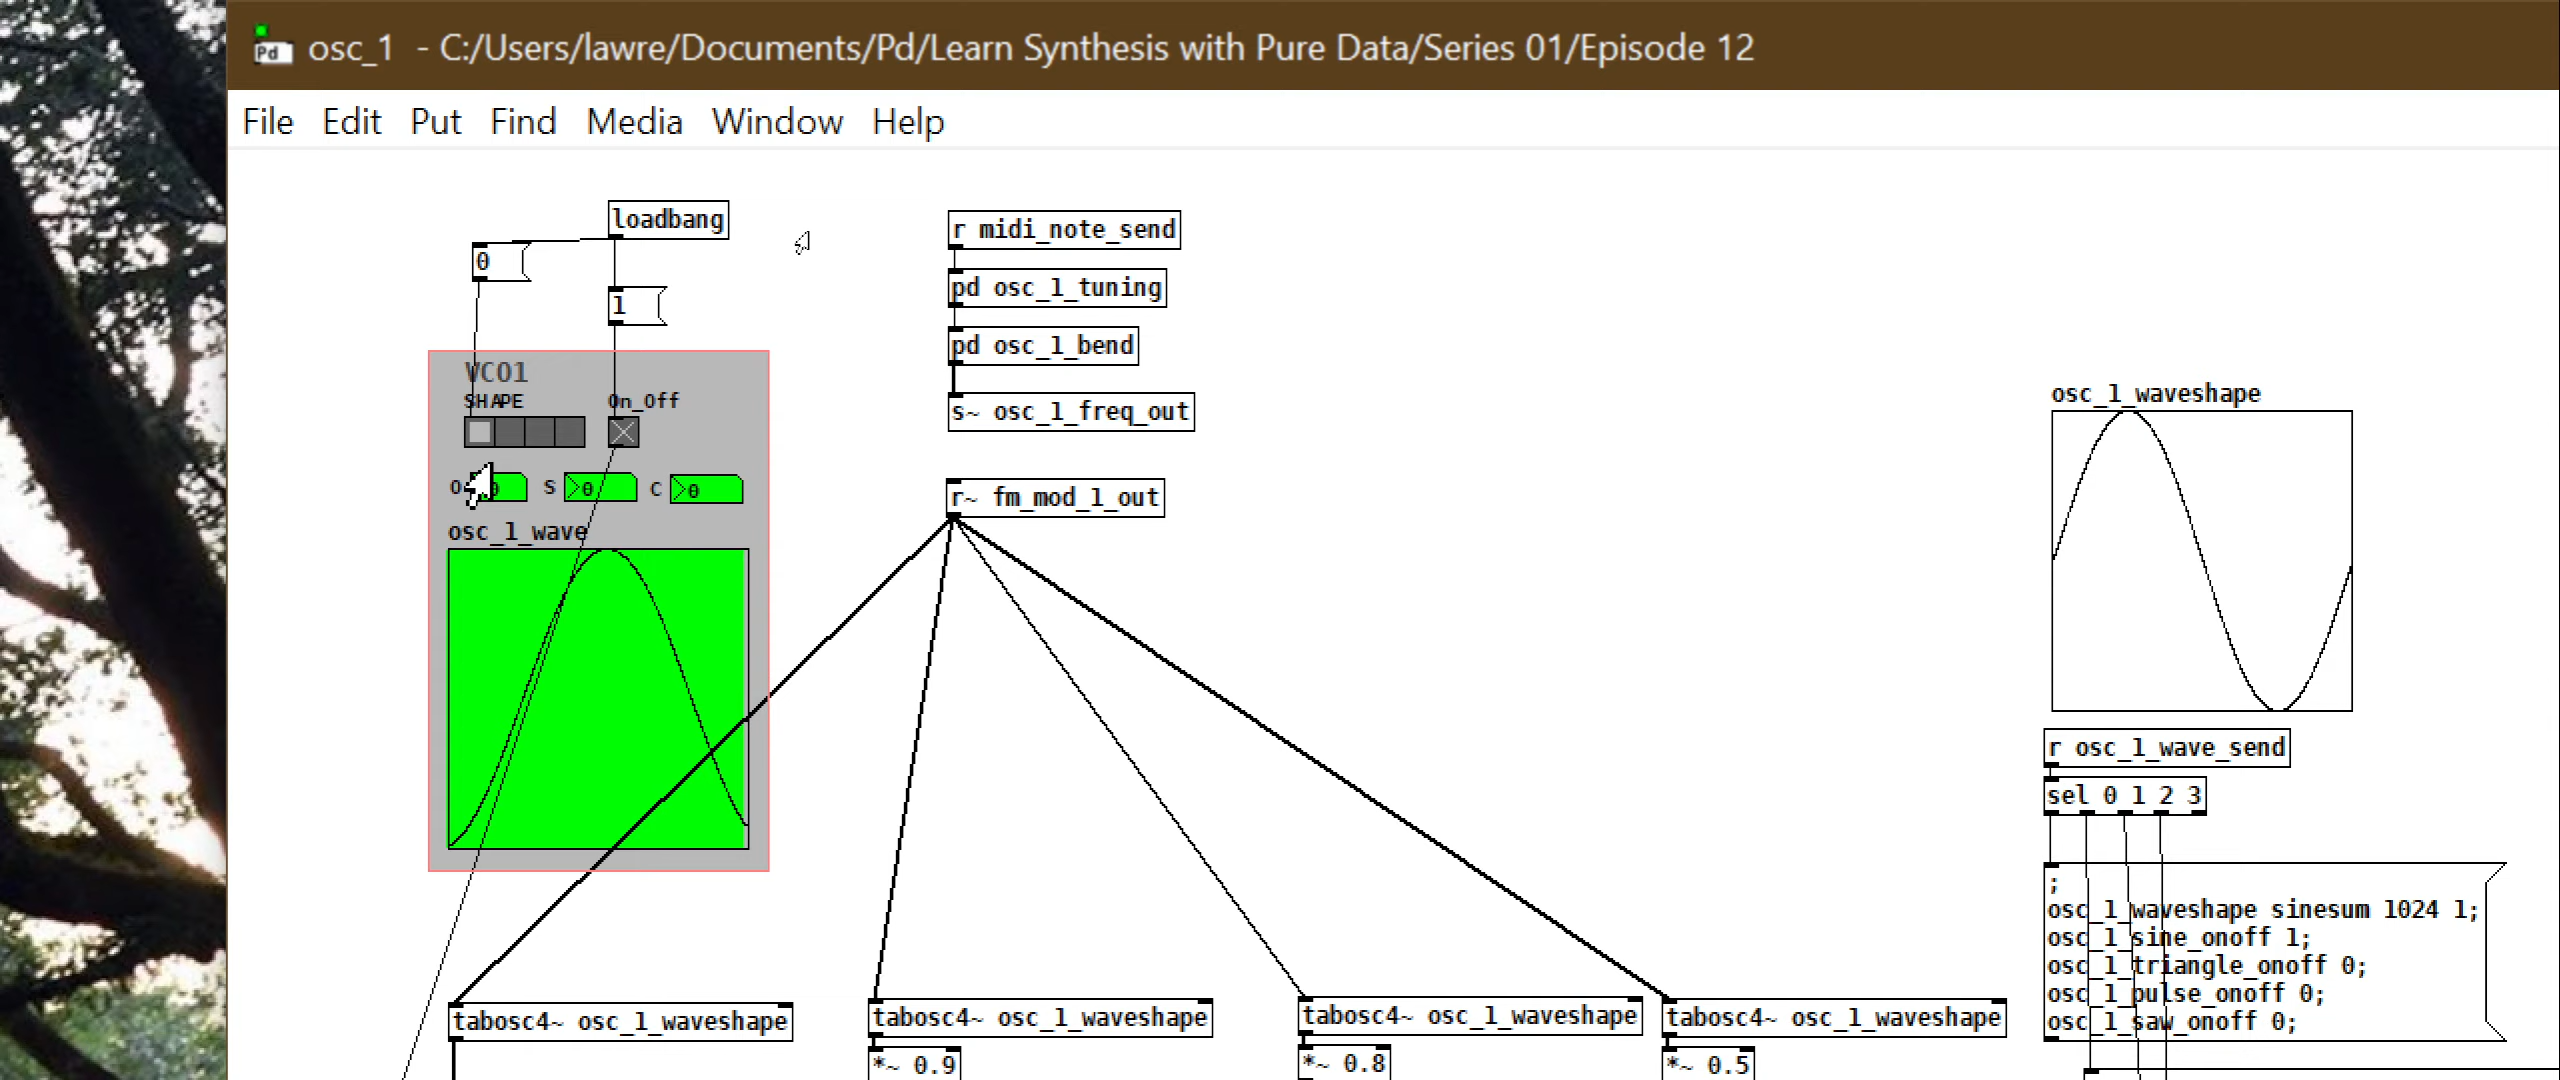 osc_1 - C:/Users/lawre/Documents/Pd/Learn Synthesis with Pure Data/Series 01/Episode 12
File Edit Put Find Media Window Help
loadbang
0
1
VCO1
SHAPE On_Off
S 0 C 0
osc_1_wave
r midi_note_send
pd osc_1_tuning
pd osc_1_bend
s~ osc_1_freq_out
r~ fm_mod_1_out
osc_1_waveshape
r osc_1_wave_send
sel 0 1 2 3
;
osc_1_waveshape sinesum 1024 1;
osc_1_sine_onoff 1;
osc_1_triangle_onoff 0;
osc_1_pulse_onoff 0;
osc_1_saw_onoff 0;
tabosc4~ osc_1_waveshape
tabosc4~ osc_1_waveshape
*~ 0.9
tabosc4~ osc_1_waveshape
*~ 0.8
tabosc4~ osc_1_waveshape
*~ 0.5